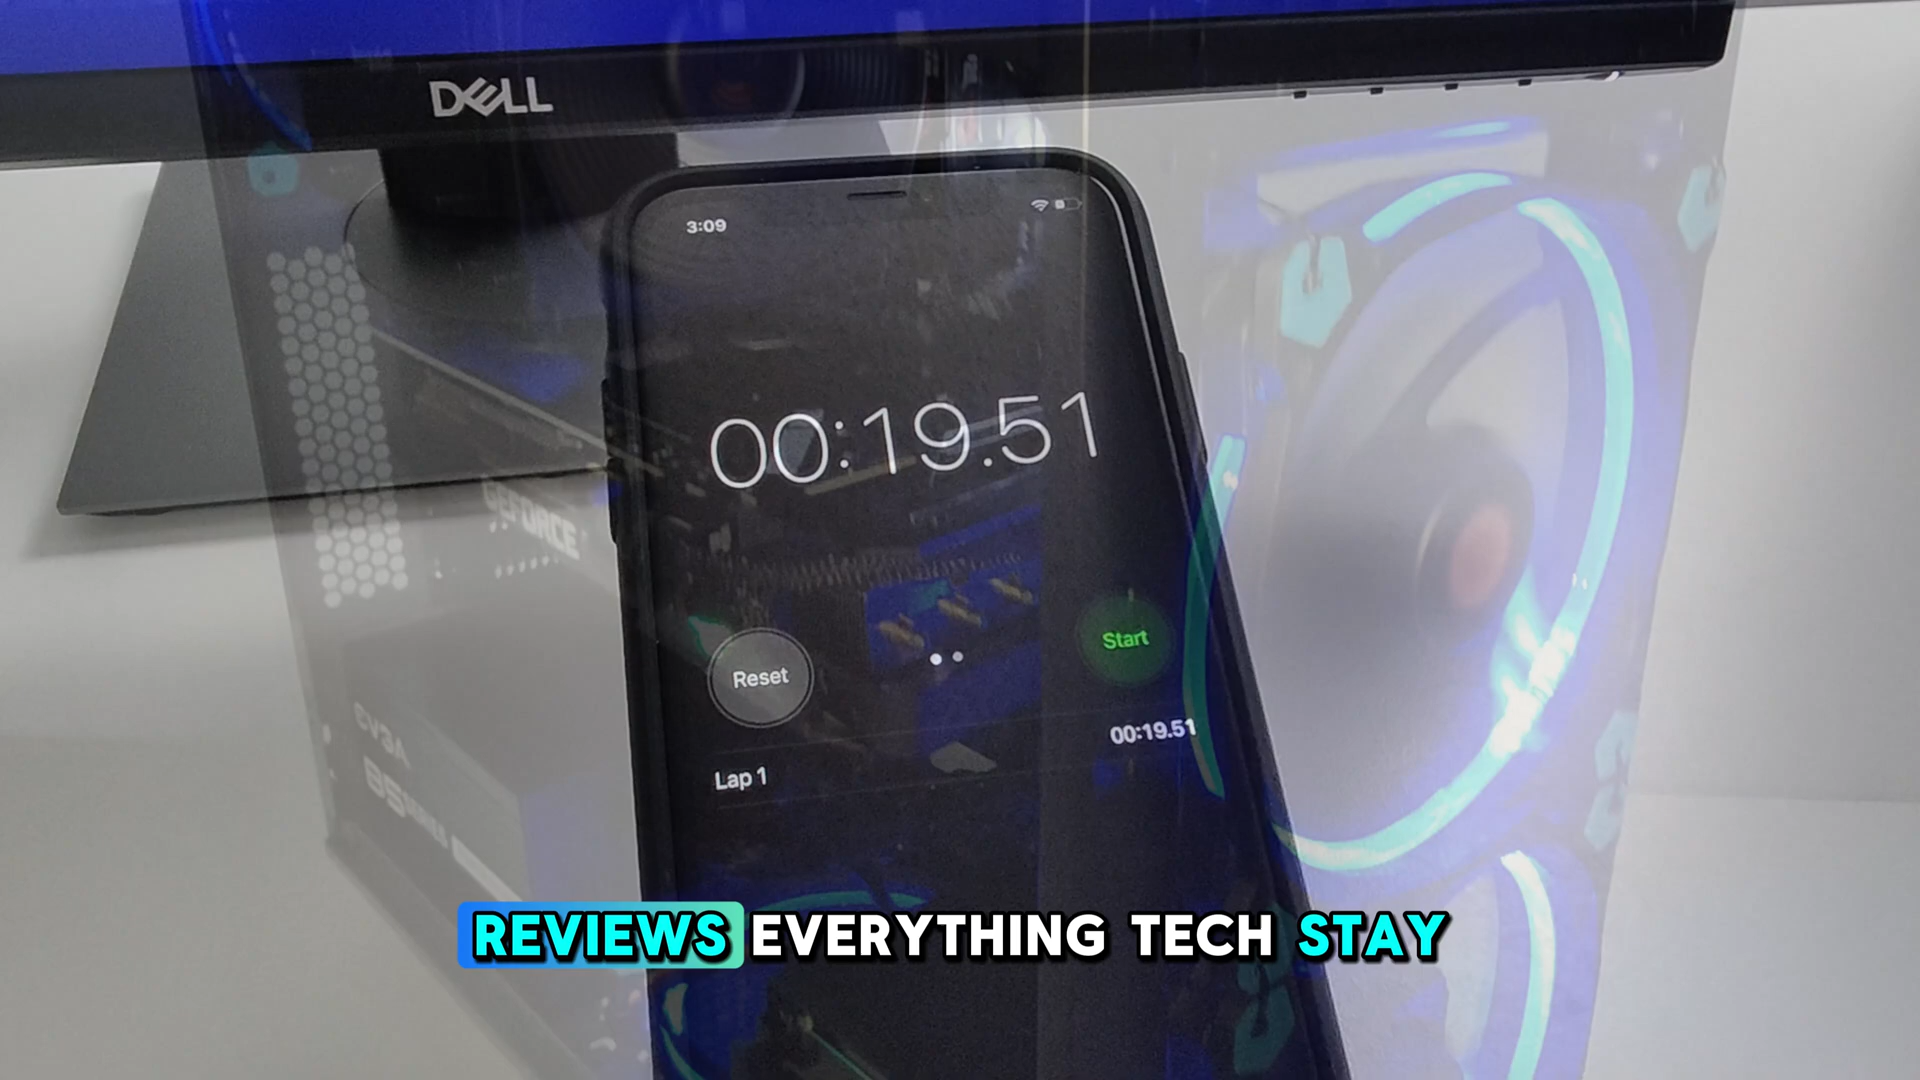 DELL
3:09
00:19.51
GEFORCE
Reset
Start
00:19.51
Lap 1
EVGA
REVIEWS EVERYTHING TECH STAY